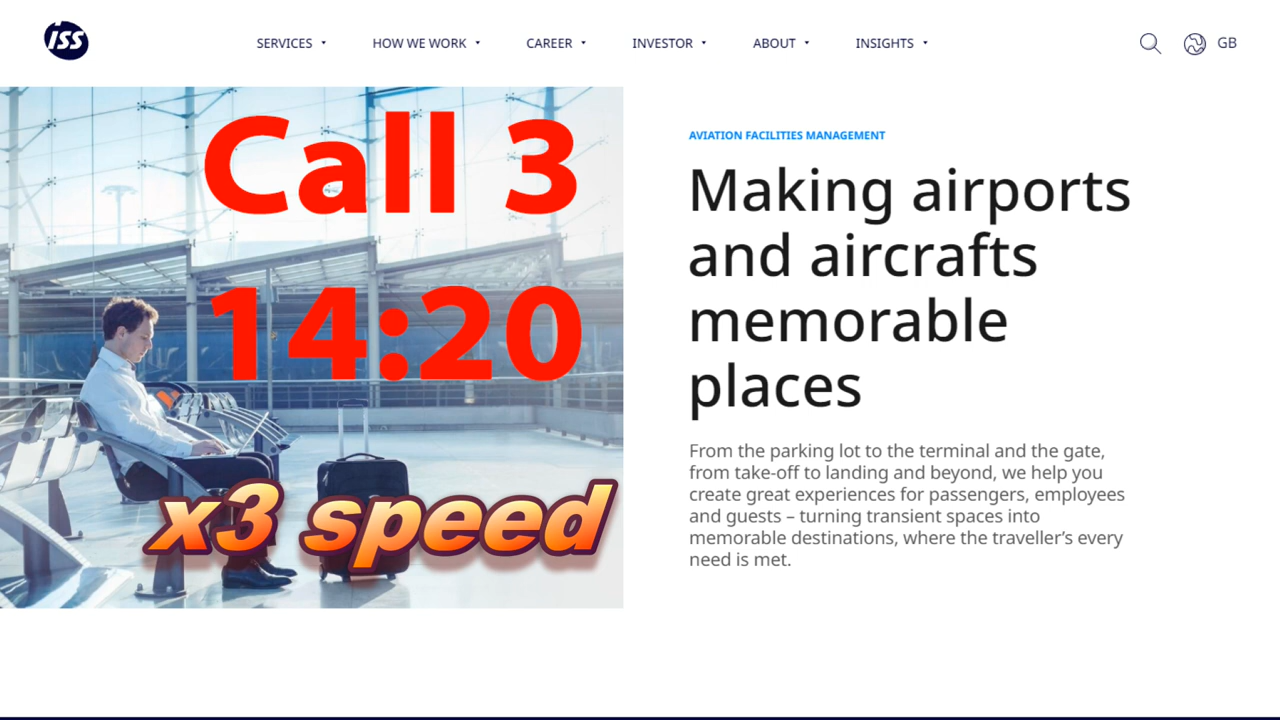 iss
SERVICES HOW WE WORK CAREER INVESTOR ABOUT INSIGHTS GB
Call 3
14:20
x3 speed
AVIATION FACILITIES MANAGEMENT
Making airports
and aircrafts
memorable
places
From the parking lot to the terminal and the gate,
from take-off to landing and beyond, we help you
create great experiences for passengers, employees
and guests – turning transient spaces into
memorable destinations, where the traveller’s every
need is met.